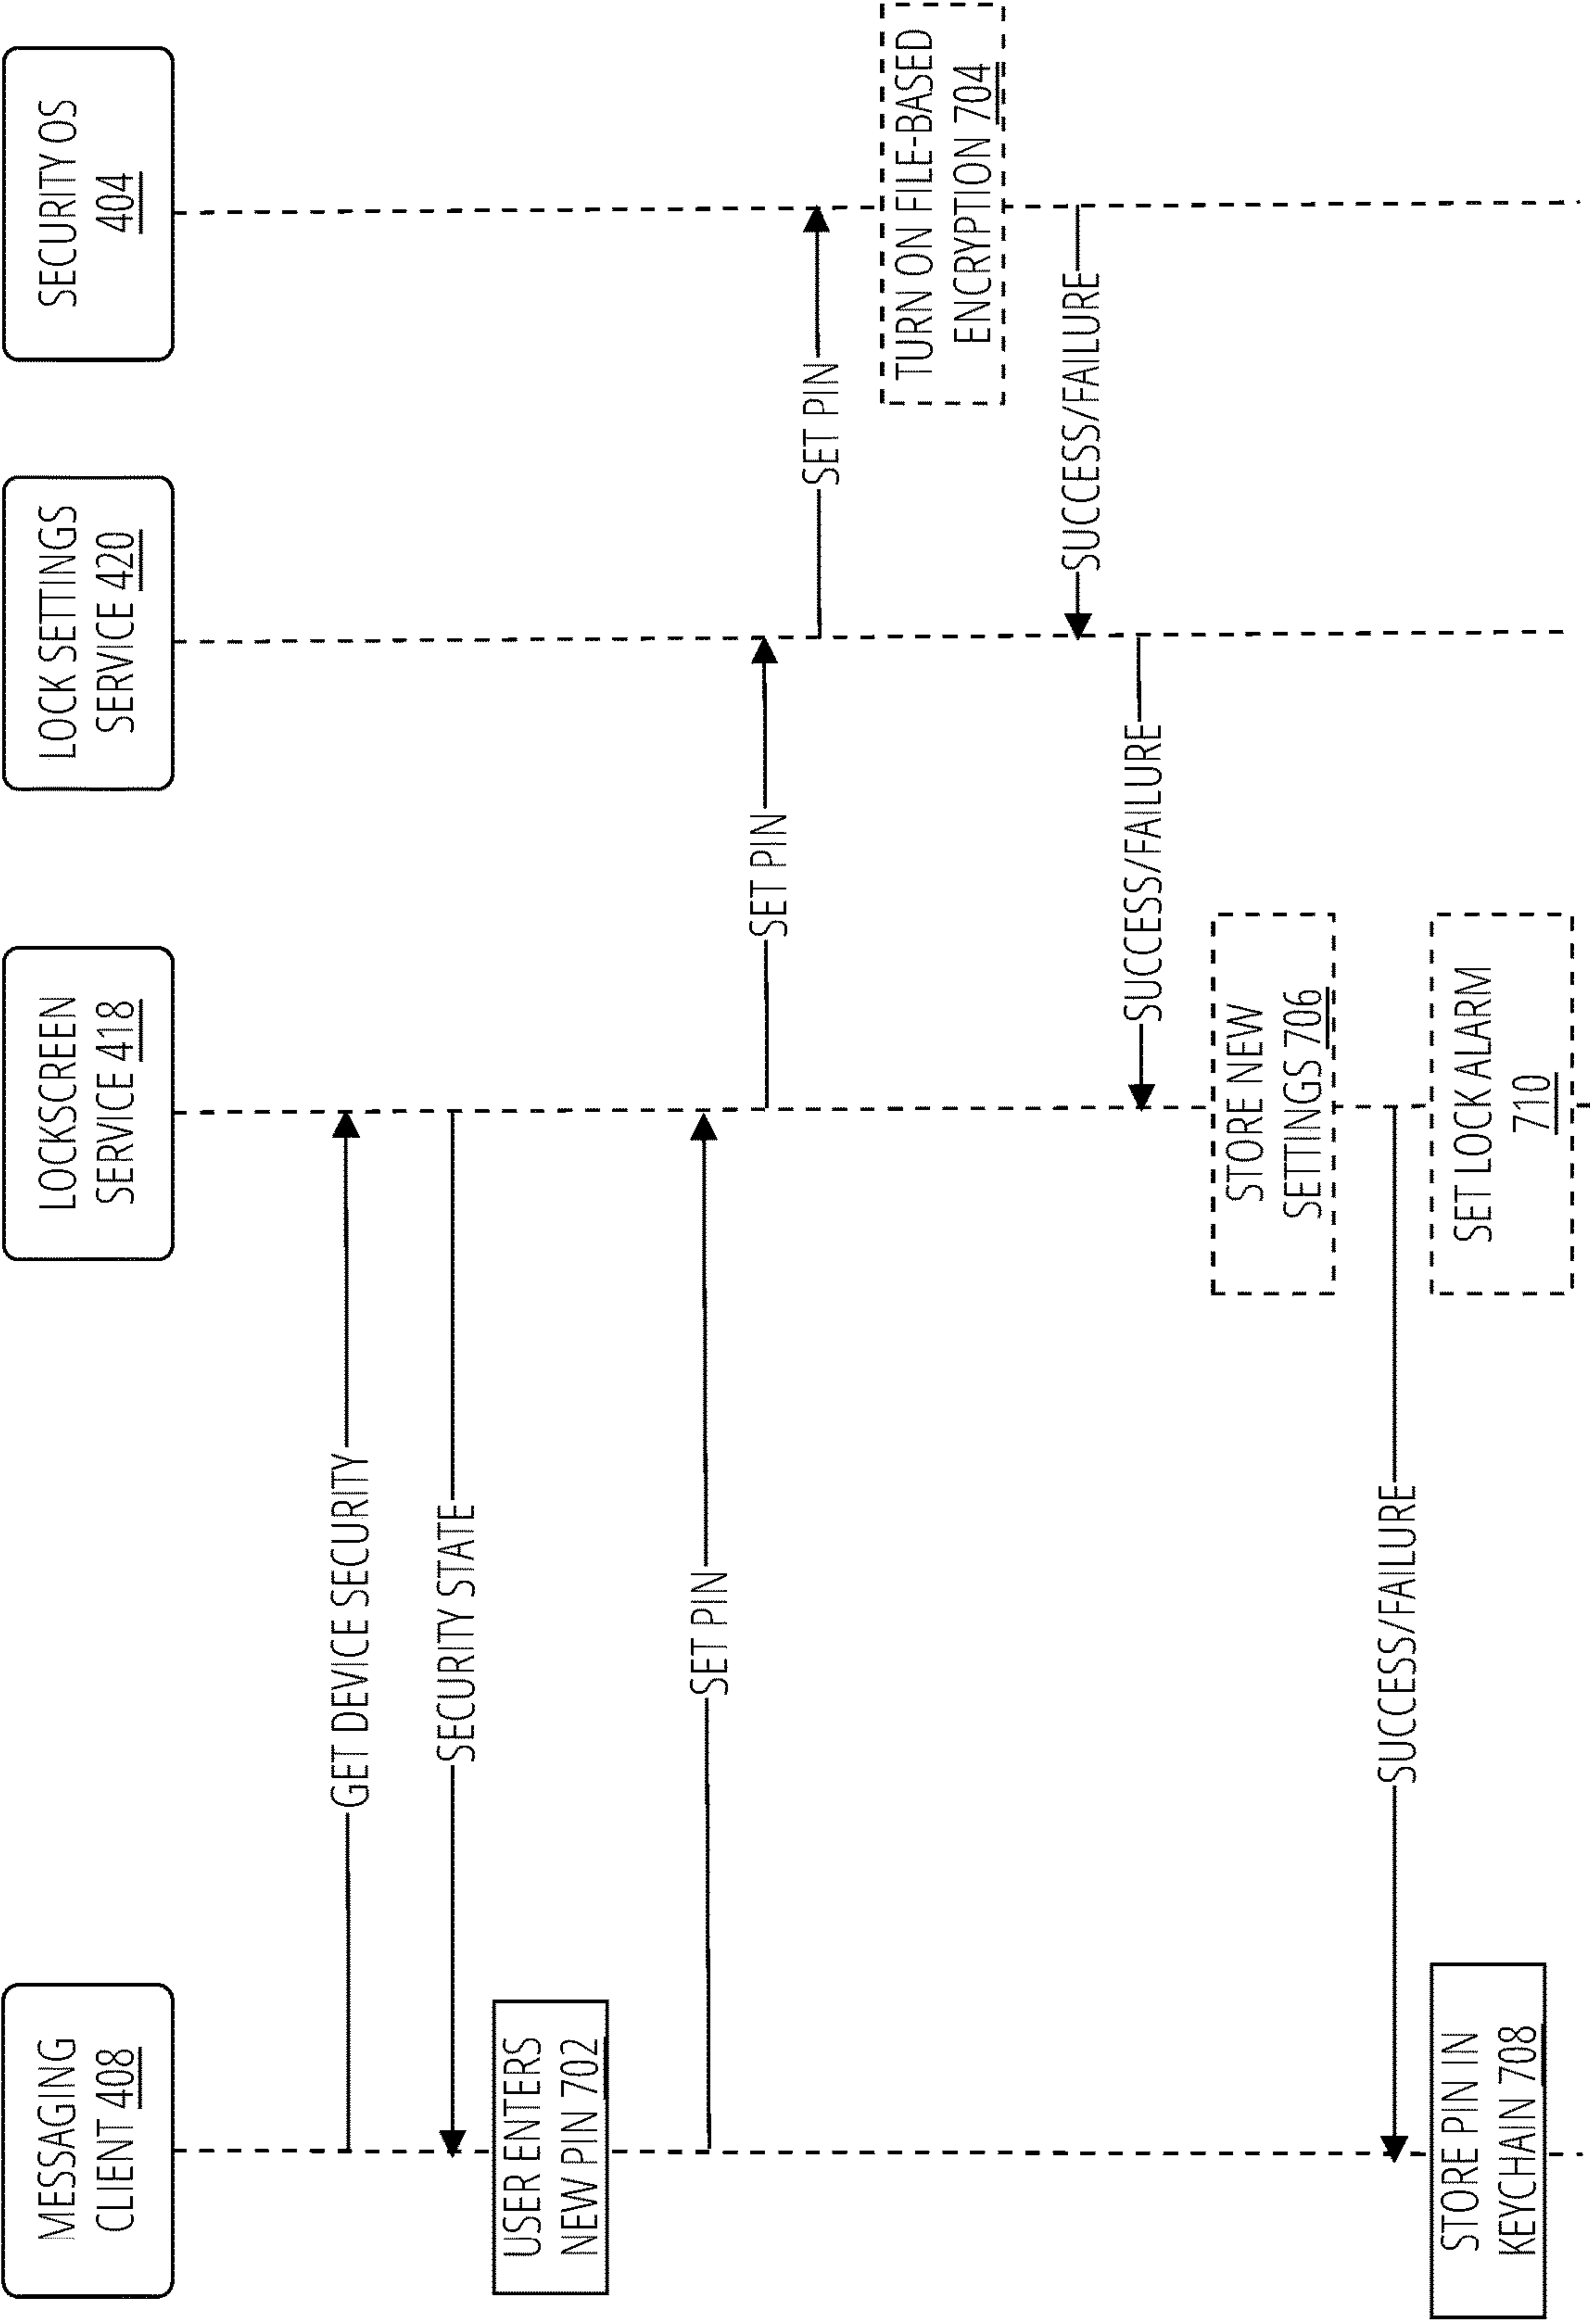 MESSAGING
CLIENT 408
LOCKSCREEN
SERVICE 418
LOCK SETTINGS
SERVICE 420
SECURITY OS
404
GET DEVICE SECURITY
SECURITY STATE
USER ENTERS
NEW PIN 702
SET PIN
SET PIN
SET PIN
TURN ON FILE-BASED
ENCRYPTION 704
SUCCESS/FAILURE
SUCCESS/FAILURE
STORE NEW
SETTINGS 706
SUCCESS/FAILURE
STORE PIN IN
KEYCHAIN 708
SET LOCK ALARM
710